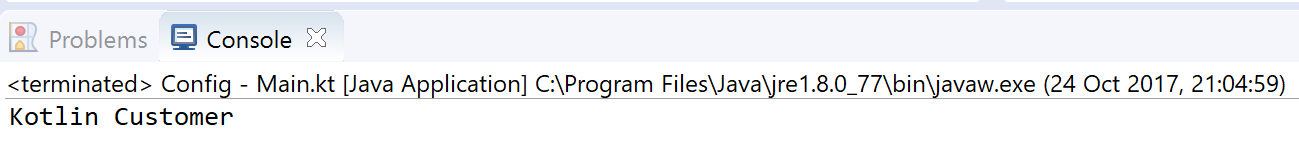 Problems Console
<terminated> Config - Main.kt [Java Application] C:\Program Files\Java\jre1.8.0_77\bin\javaw.exe (24 Oct 2017, 21:04:59)
Kotlin Customer